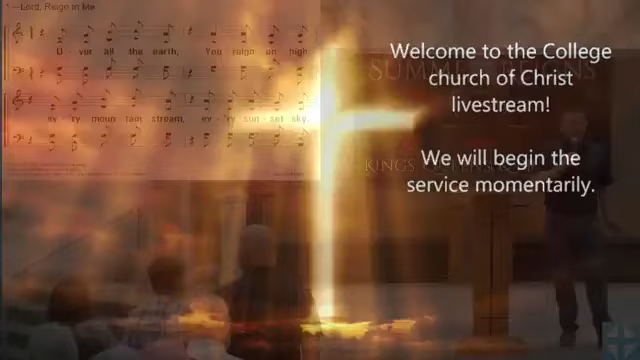 1—Lord, Reign in Me
O ver all the earth, You reign on high
ev - 'ry moun tain stream, ev - 'ry sun - set sky.
Welcome to the College
church of Christ
livestream!
We will begin the
service momentarily.
SUMMER REIGNS